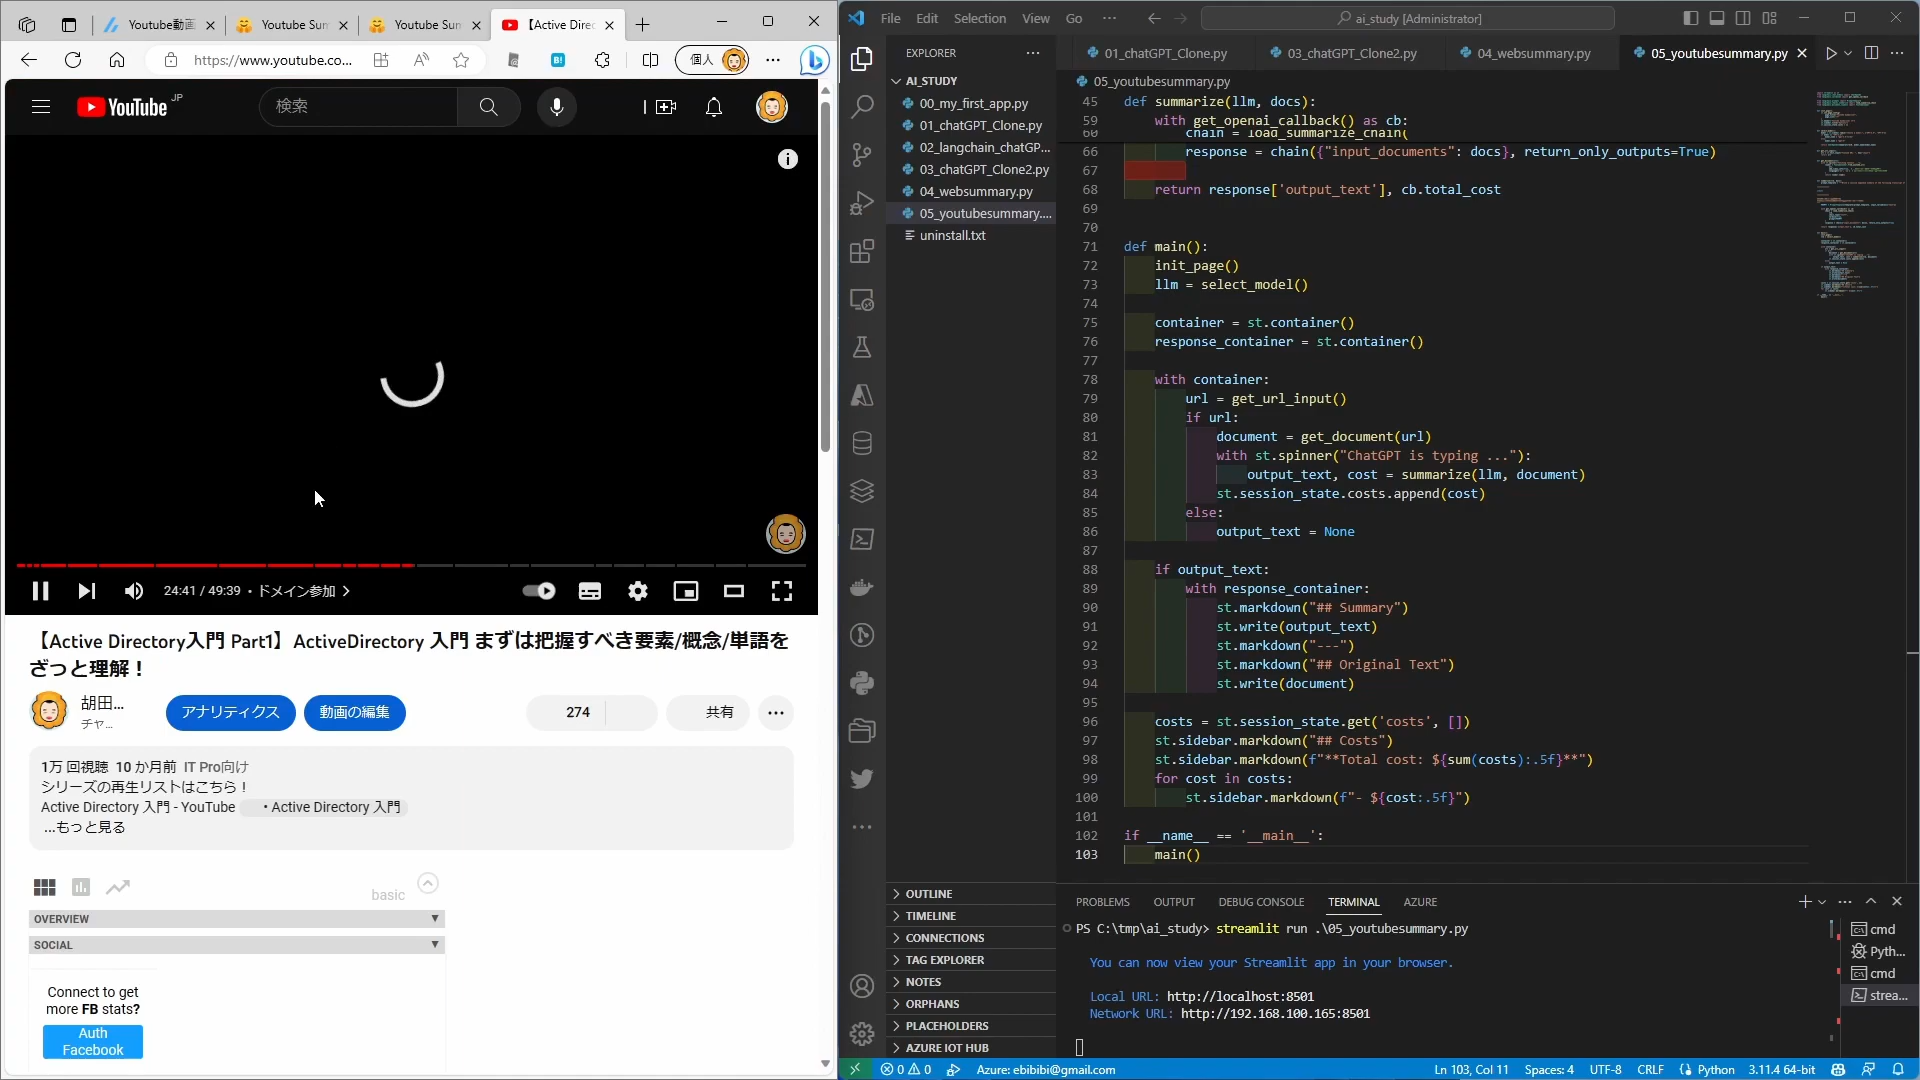 Youtube動画
Youtube Sum
Youtube Sum
【Active Direc
https://www.youtube.co...
個人
YouTube JP
検索
24:41 / 49:39 • ドメイン参加
【Active Directory入門 Part1】ActiveDirectory 入門 まずは把握すべき要素/概念/単語を
ざっと理解！
胡田...
チャ...
アナリティクス
動画の編集
274
共有
1万 回視聴 10 か月前 IT Pro向け
シリーズの再生リストはこちら！
Active Directory 入門 - YouTube • Active Directory 入門
...もっと見る
basic
OVERVIEW
SOCIAL
Connect to get
more FB stats?
Auth
Facebook
File Edit Selection View Go ...
ai_study [Administrator]
EXPLORER
AI_STUDY
00_my_first_app.py
01_chatGPT_Clone.py
02_langchain_chatGP...
03_chatGPT_Clone2.py
04_websummary.py
05_youtubesummary....
uninstall.txt
OUTLINE
TIMELINE
CONNECTIONS
TAG EXPLORER
NOTES
ORPHANS
PLACEHOLDERS
AZURE IOT HUB
01_chatGPT_Clone.py
03_chatGPT_Clone2.py
04_websummary.py
05_youtubesummary.py
05_youtubesummary.py
45 def summarize(llm, docs):
59 with get_openai_callback() as cb:
60 chain = load_summarize_chain(
66 response = chain({"input_documents": docs}, return_only_outputs=True)
67
68 return response['output_text'], cb.total_cost
69
70
71 def main():
72 init_page()
73 llm = select_model()
74
75 container = st.container()
76 response_container = st.container()
77
78 with container:
79 url = get_url_input()
80 if url:
81 document = get_document(url)
82 with st.spinner("ChatGPT is typing ..."):
83 output_text, cost = summarize(llm, document)
84 st.session_state.costs.append(cost)
85 else:
86 output_text = None
87
88 if output_text:
89 with response_container:
90 st.markdown("## Summary")
91 st.write(output_text)
92 st.markdown("---")
93 st.markdown("## Original Text")
94 st.write(document)
95
96 costs = st.session_state.get('costs', [])
97 st.sidebar.markdown("## Costs")
98 st.sidebar.markdown(f"**Total cost: ${sum(costs):.5f}**")
99 for cost in costs:
100 st.sidebar.markdown(f"- ${cost:.5f}")
101
102 if __name__ == '__main__':
103 main()
PROBLEMS OUTPUT DEBUG CONSOLE TERMINAL AZURE
PS C:\tmp\ai_study> streamlit run .\05_youtubesummary.py
You can now view your Streamlit app in your browser.
Local URL: http://localhost:8501
Network URL: http://192.168.100.165:8501
cmd
Pyth...
cmd
strea...
0 0
Azure: ebibibi@gmail.com
Ln 103, Col 11 Spaces: 4 UTF-8 CRLF Python 3.11.4 64-bit